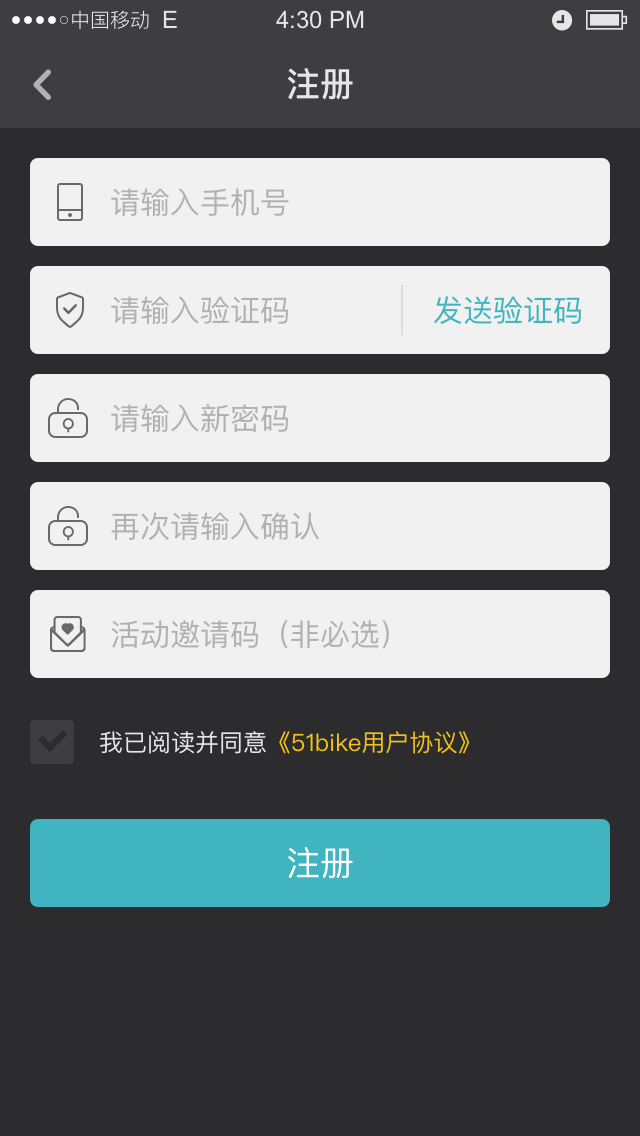 中国移动 E 4:30 PM
注册
请输入手机号
请输入验证码 发送验证码
请输入新密码
再次请输入确认
活动邀请码（非必选）
我已阅读并同意《51bike用户协议》
注册